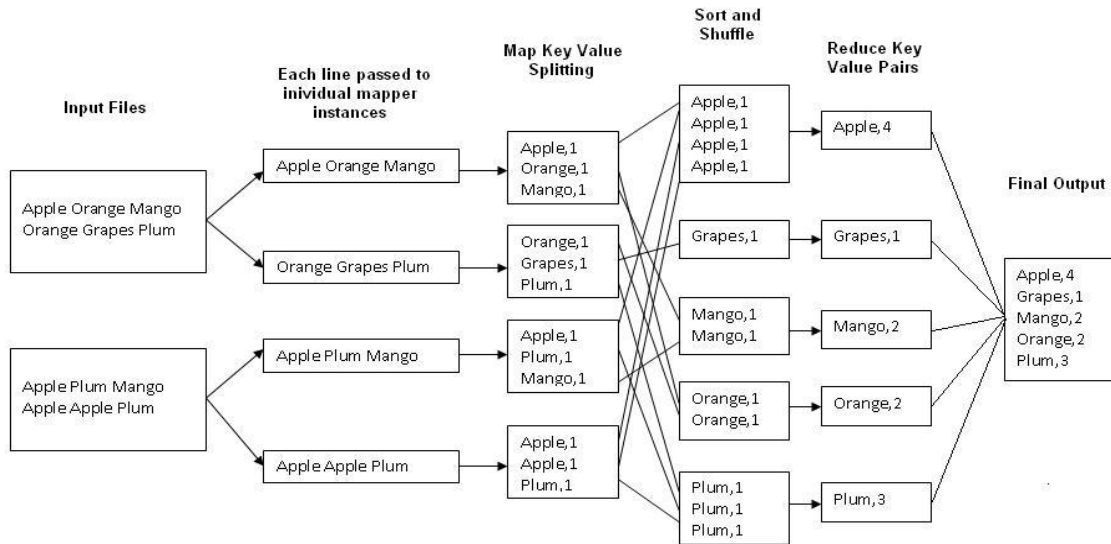 Input Files
Apple Orange Mango
Orange Grapes Plum
Apple Plum Mango
Apple Apple Plum
Each line passed to
inividual mapper
instances
Apple Orange Mango
Orange Grapes Plum
Apple Plum Mango
Apple Apple Plum
Map Key Value
Splitting
Apple,1
Orange,1
Mango,1
Orange,1
Grapes,1
Plum,1
Apple,1
Plum,1
Mango,1
Apple,1
Apple,1
Plum,1
Sort and
Shuffle
Apple,1
Apple,1
Apple,1
Apple,1
Grapes,1
Mango,1
Mango,1
Orange,1
Orange,1
Plum,1
Plum,1
Plum,1
Reduce Key
Value Pairs
Apple,4
Grapes,1
Mango,2
Orange,2
Plum,3
Final Output
Apple,4
Grapes,1
Mango,2
Orange,2
Plum,3